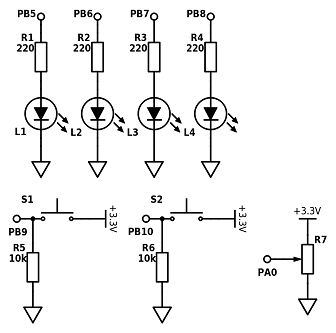 PB5 PB6 PB7 PB8
R1 R2 R3 R4
220 220 220 220
L1 L2 L3 L4
S1 S2
+3.3V +3.3V +3.3V
PB9 PB10
R5 R6 R7
10k 10k
PA0